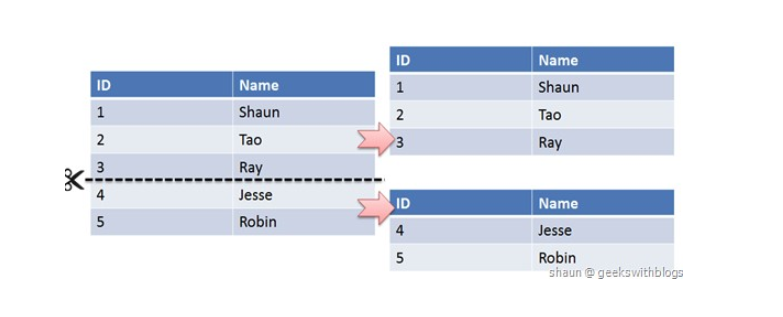 ID Name
1 Shaun
2 Tao
3 Ray
4 Jesse
5 Robin
ID Name
1 Shaun
2 Tao
3 Ray
ID Name
4 Jesse
5 Robin
shaun @ geekswithblogs